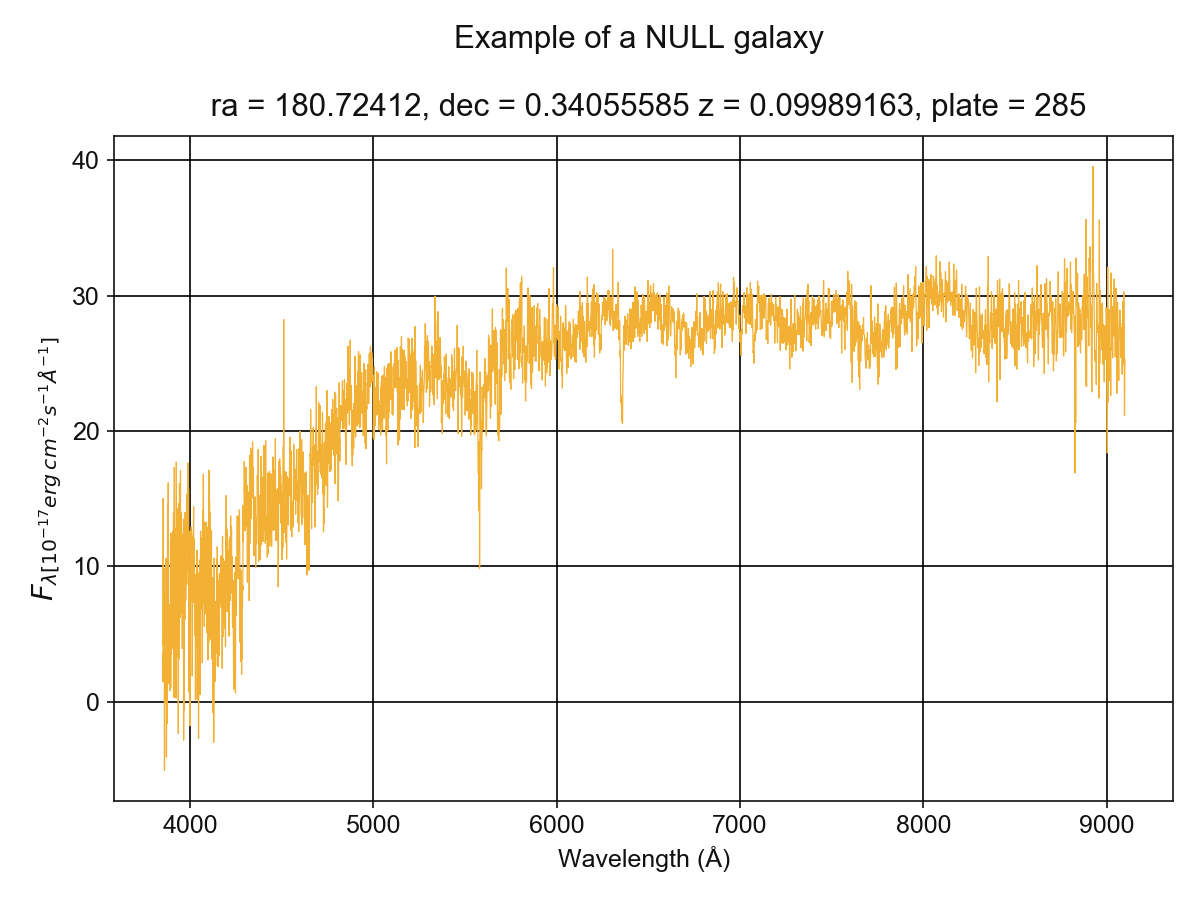 Example of a NULL galaxy
ra = 180.72412, dec = 0.34055585 z = 0.09989163, plate = 285
40
30
20
10
0
F_λ[10^{-17} erg cm^{-2} s^{-1} Å^{-1}]
4000 5000 6000 7000 8000 9000
Wavelength (Å)